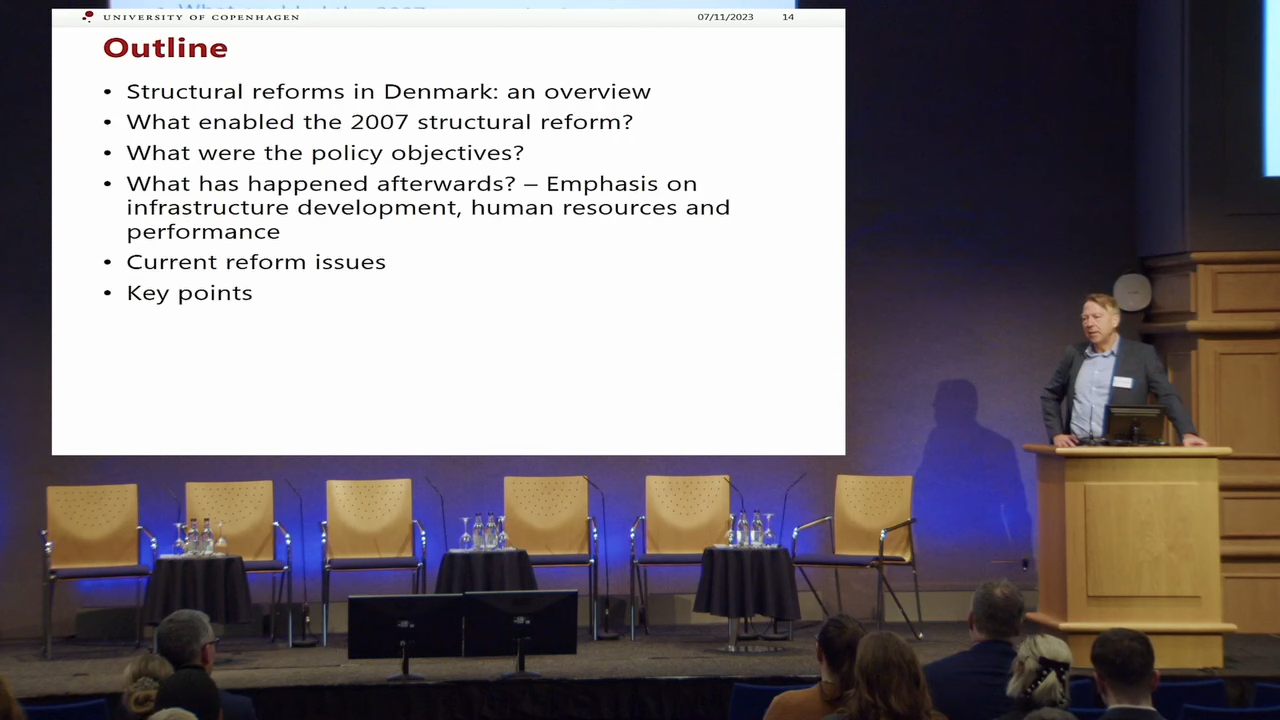 UNIVERSITY OF COPENHAGEN
07/11/2023 14
Outline
• Structural reforms in Denmark: an overview
• What enabled the 2007 structural reform?
• What were the policy objectives?
• What has happened afterwards? – Emphasis on
infrastructure development, human resources and
performance
• Current reform issues
• Key points